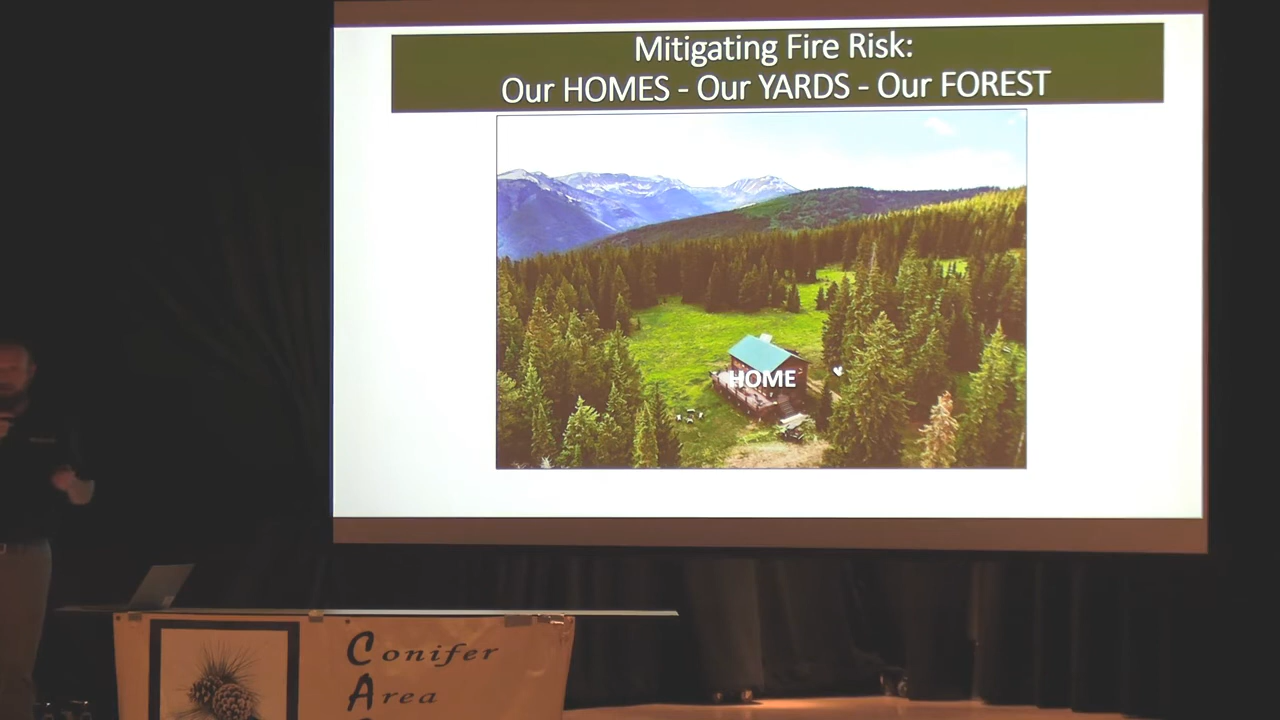 Mitigating Fire Risk:
Our HOMES - Our YARDS - Our FOREST
HOME
Conifer
Area
C